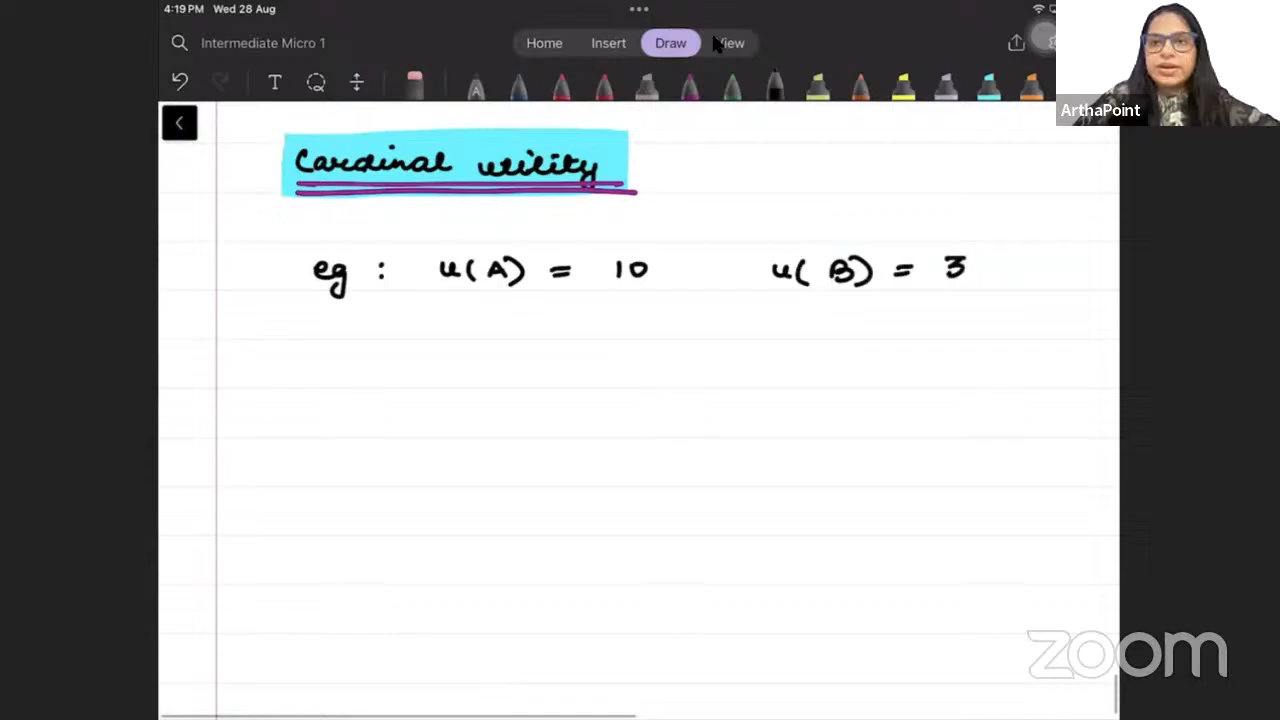 4:19 PM Wed 28 Aug
Intermediate Micro 1
Home Insert Draw View
ArthaPoint
Cardinal utility
eg : u(A) = 10 u(B) = 3
zoom